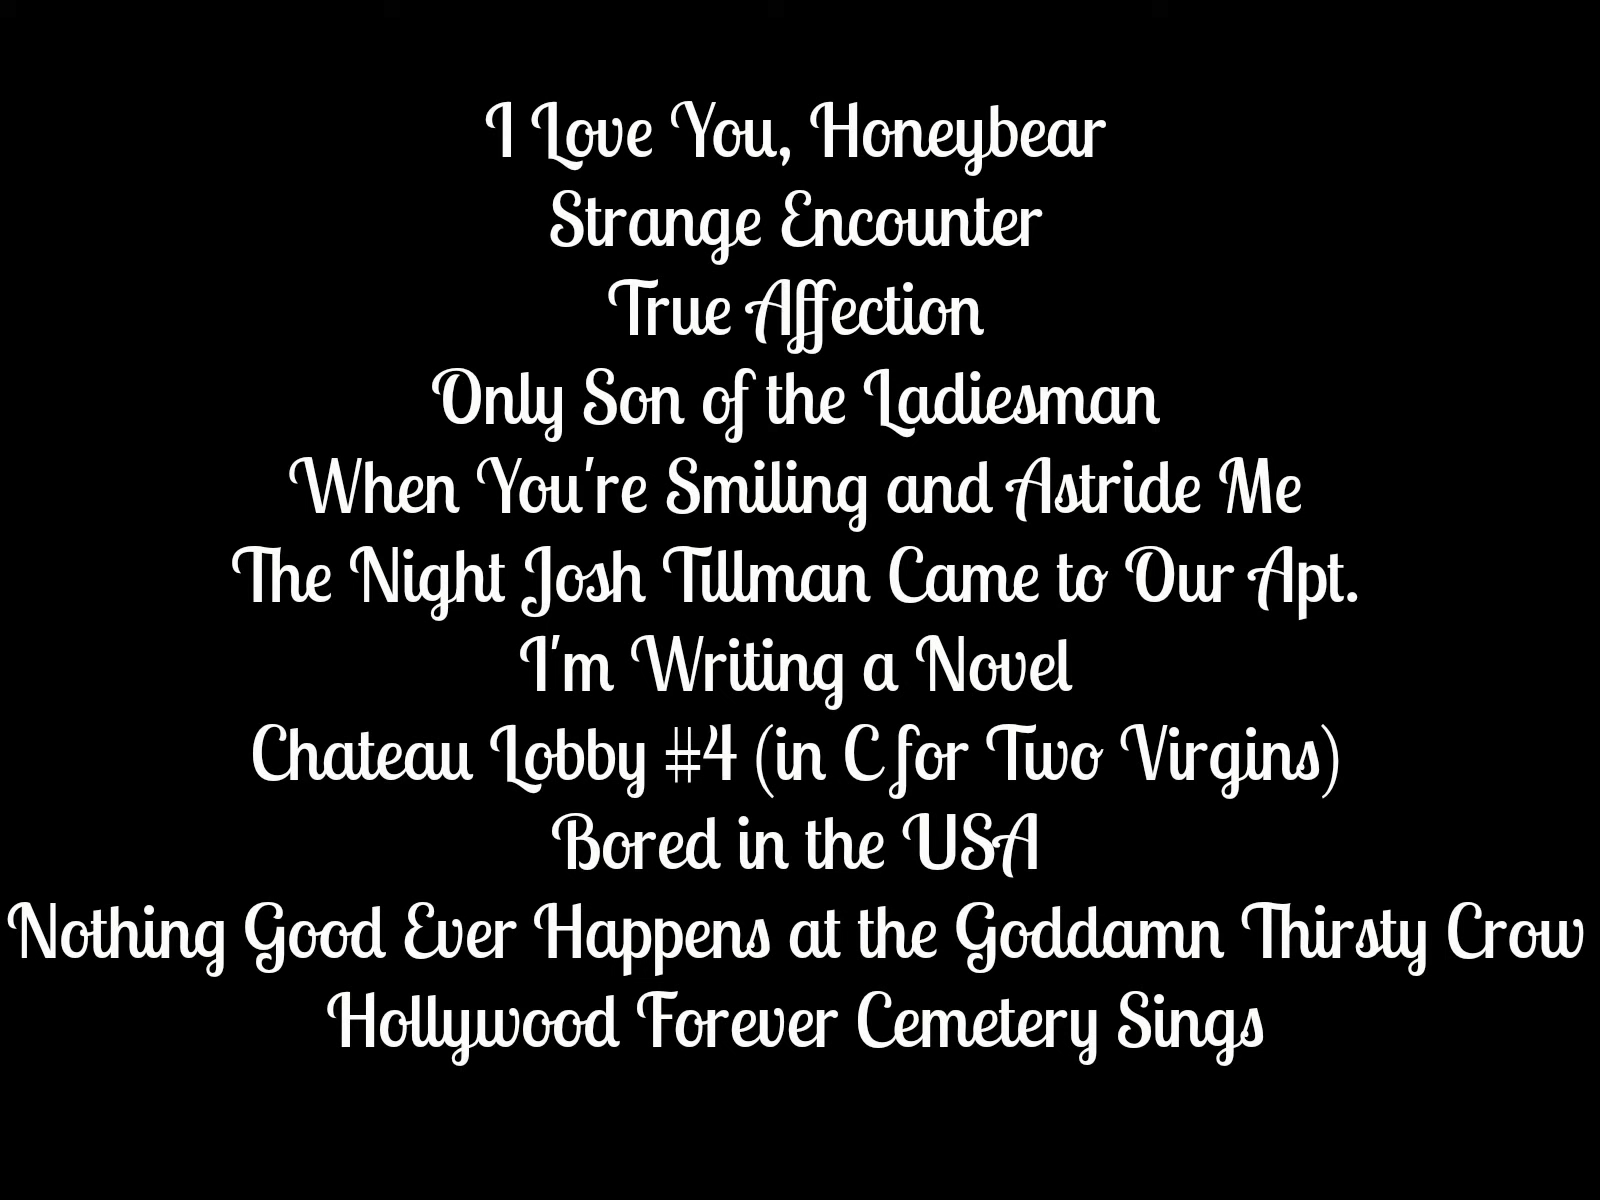 I Love You, Honeybear
Strange Encounter
True Affection
Only Son of the Ladiesman
When You're Smiling and Astride Me
The Night Josh Tillman Came to Our Apt.
I'm Writing a Novel
Chateau Lobby #4 (in C for Two Virgins)
Bored in the USA
Nothing Good Ever Happens at the Goddamn Thirsty Crow
Hollywood Forever Cemetery Sings